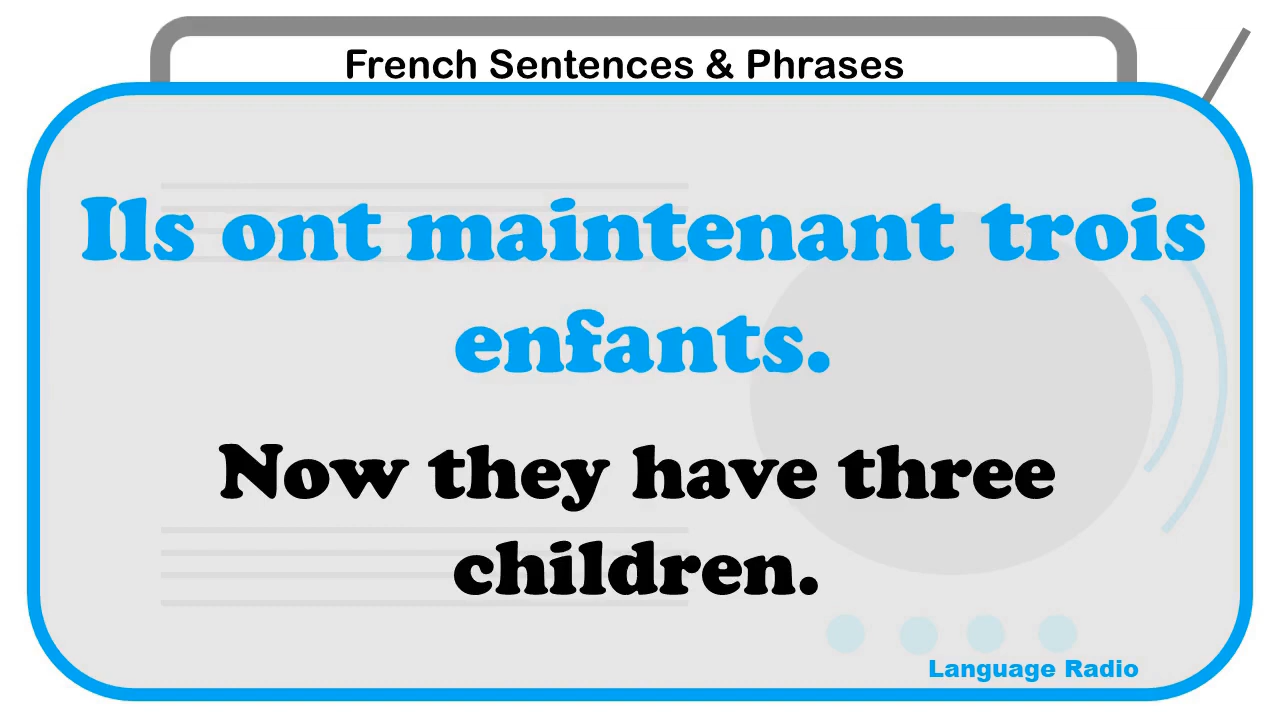 French Sentences & Phrases
Ils ont maintenant trois
enfants.
Now they have three
children.
Language Radio